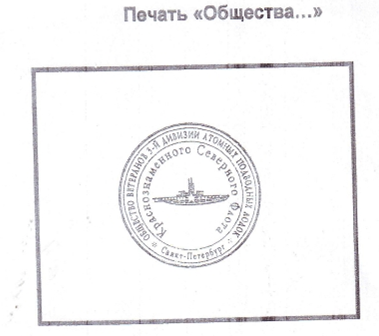 Печать «Общества...»
ОБЩЕСТВО ВЕТЕРАНОВ 3-Й ДИВИЗИИ АТОМНЫХ ПОДВОДНЫХ ЛОДОК
Краснознаменного Северного Флота
Санкт-Петербург